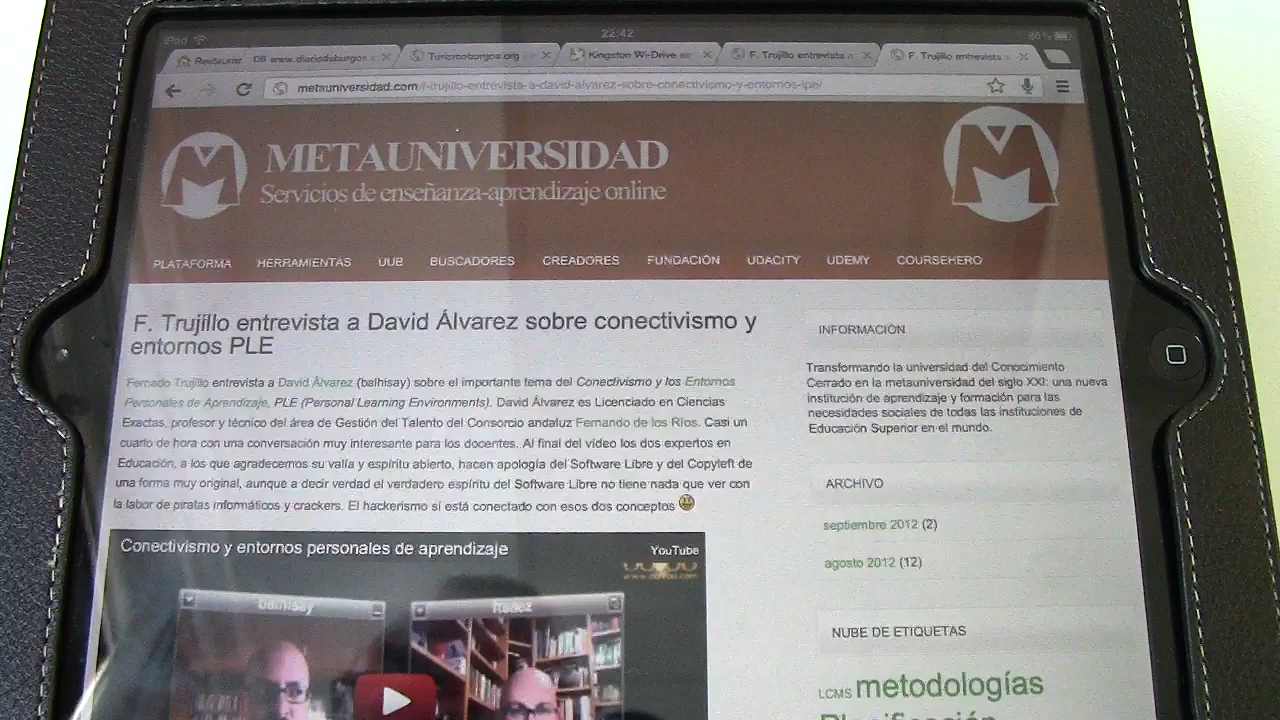 iPad 22:42 86%
Restaurar DB www.diariodeburgos.e Turismoburgos.org Kingston Wi-Drive F. Trujillo entrevista a F. Trujillo entrevista a
metauniversidad.com/f-trujillo-entrevista-a-david-alvarez-sobre-conectivismo-y-entornos-lpe/
METAUNIVERSIDAD
Servicios de enseñanza-aprendizaje online
PLATAFORMA HERRAMIENTAS UUB BUSCADORES CREADORES FUNDACIÓN UDACITY UDEMY COURSEHERO
F. Trujillo entrevista a David Álvarez sobre conectivismo y
entornos PLE
Fernado Trujillo entrevista a David Álvarez (balhisay) sobre el importante tema del Conectivismo y los Entornos
Personales de Aprendizaje, PLE (Personal Learning Environments). David Álvarez es Licenciado en Ciencias
Exactas, profesor y técnico del área de Gestión del Talento del Consorcio andaluz Fernando de los Ríos. Casi un
cuarto de hora con una conversación muy interesante para los docentes. Al final del vídeo los dos expertos en
Educación, a los que agradecemos su valía y espíritu abierto, hacen apología del Software Libre y del Copyleft de
una forma muy original, aunque a decir verdad el verdadero espíritu del Software Libre no tiene nada que ver con
la labor de piratas informáticos y crackers. El hackerismo sí está conectado con esos dos conceptos
Conectivismo y entornos personales de aprendizaje
YouTube
balhisay
INFORMACIÓN
Transformando la universidad del Conocimiento
Cerrado en la metauniversidad del siglo XXI: una nueva
institución de aprendizaje y formación para las
necesidades sociales de todas las instituciones de
Educación Superior en el mundo.
ARCHIVO
septiembre 2012 (2)
agosto 2012 (12)
NUBE DE ETIQUETAS
LCMS metodologías
Planificación